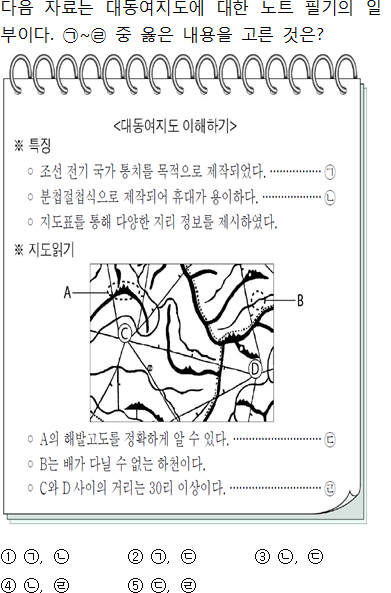 다음 자료는 대동여지도에 대한 노트 필기의 일
부이다. ㉠~㉣ 중 옳은 내용을 고른 것은?
<대동여지도 이해하기>
※ 특징
○ 조선 전기 국가 통치를 목적으로 제작되었다. ················ ㉠
○ 분첩절첩식으로 제작되어 휴대가 용이하다. ················ ㉡
○ 지도표를 통해 다양한 지리 정보를 제시하였다.
※ 지도읽기
A
B
C
D
○ A의 해발고도를 정확하게 알 수 있다. ························ ㉢
○ B는 배가 다닐 수 없는 하천이다.
○ C와 D 사이의 거리는 30리 이상이다. ························ ㉣
① ㉠, ㉡ ② ㉠, ㉢ ③ ㉡, ㉢
④ ㉡, ㉣ ⑤ ㉢, ㉣